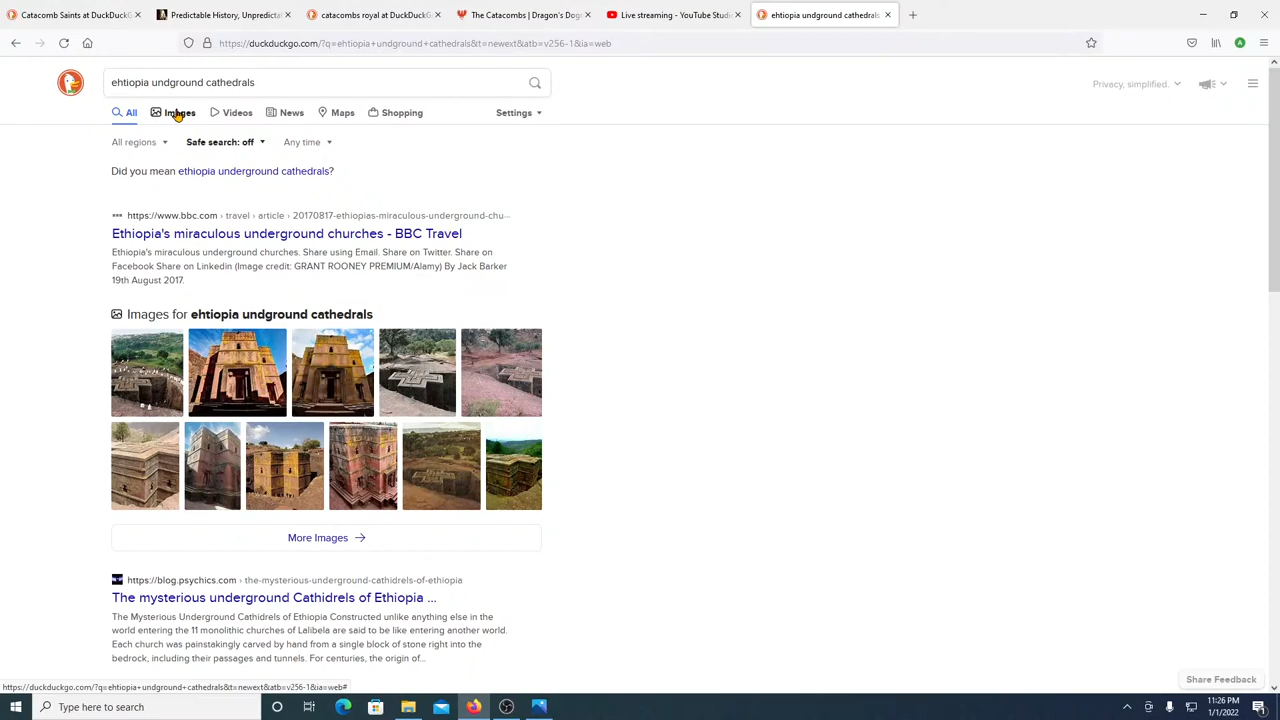 Catacomb Saints at DuckDuckG
A Damned History, Unpredicta
catacombs royal at DuckDuckG
The Catacombs | Dragon's Dog
Live streaming - YouTube Studio
ehtiopia undground cathedrals
https://duckduckgo.com/?q=ehtiopia+undground+cathedrals&t=newext&atb=v256-1&ia=web
ehtiopia undground cathedrals
Privacy, simplified.
All
Images
Videos
News
Maps
Shopping
Settings
All regions
Safe search: off
Any time
Did you mean ethiopia underground cathedrals?
https://www.bbc.com › travel › article › 20170817-ethiopias-miraculous-underground-chu...
Ethiopia's miraculous underground churches - BBC Travel
Ethiopia's miraculous underground churches. Share using Email. Share on Twitter. Share on
Facebook Share on Linkedin (Image credit: GRANT ROONEY PREMIUM/Alamy) By Jack Barker
19th August 2017.
Images for ehtiopia undground cathedrals
More Images
https://blog.psychics.com › the-mysterious-underground-cathidrels-of-ethiopia
The mysterious underground Cathidrels of Ethiopia ...
The Mysterious Underground Cathidrels of Ethiopia Constructed unlike anything else in the
world entering the 11 monolithic churches of Lalibela are said to be like entering another world.
Each church was painstakingly carved by hand from a single block of stone right into the
bedrock, including their passages and tunnels. For centuries, the origin of...
Share Feedback
https://duckduckgo.com/?q=ehtiopia+undground+cathedrals&t=newext&atb=v256-1&ia=web#
Type here to search
11:26 PM
1/1/2022